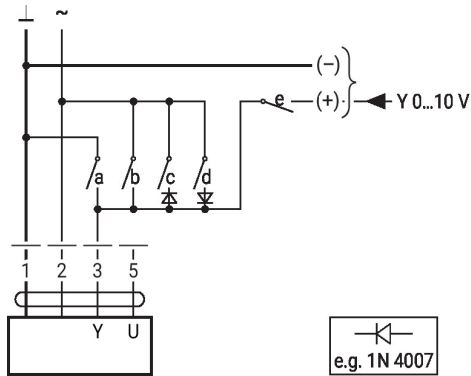 ⊥ ~
(–)
e (+) Y 0...10 V
a b c d
1 2 3 5
Y U
e.g. 1N 4007